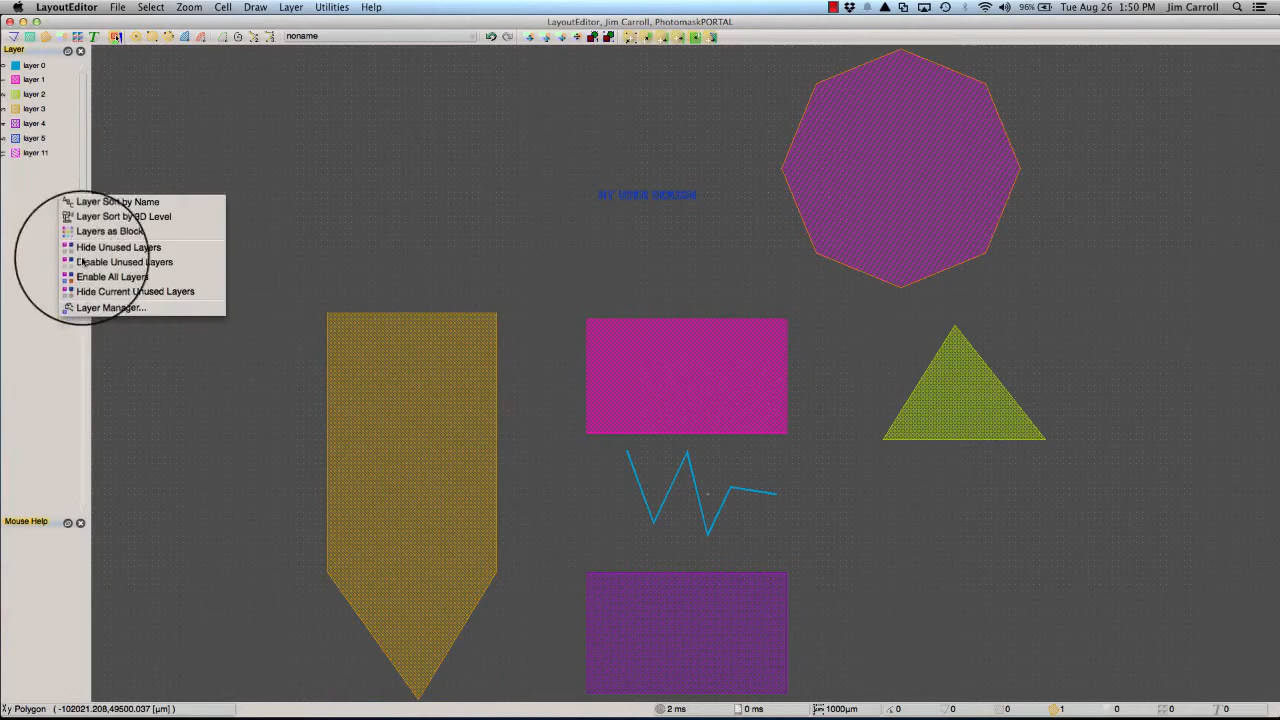 LayoutEditor File Select Zoom Cell Draw Layer Utilities Help 96% Tue Aug 26 1:50 PM Jim Carroll
LayoutEditor, Jim Carroll, PhotomaskPORTAL
noname
Layer
layer 0
layer 1
layer 2
layer 3
layer 4
layer 5
layer 11
Layer Sort by Name
Layer Sort by 3D Level
Layers as Block
Hide Unused Layers
Disable Unused Layers
Enable All Layers
Hide Current Unused Layers
Layer Manager...
Mouse Help
Polygon (-102021.208,49500.037 [µm] ) 2 ms 0 ms 1000µm 0 0 0 1 0 0 0